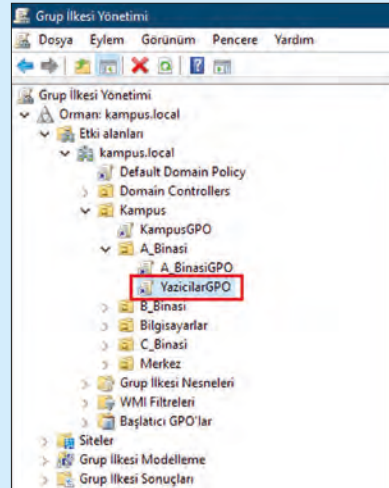 Grup İlkesi Yönetimi
Dosya Eylem Görünüm Pencere Yardım
Grup İlkesi Yönetimi
Orman: kampus.local
Etki alanları
kampus.local
Default Domain Policy
Domain Controllers
Kampus
KampusGPO
A_Binasi
A_BinasiGPO
YazicilarGPO
B_Binasi
Bilgisayarlar
C_Binasi
Merkez
Grup İlkesi Nesneleri
WMI Filtreleri
Başlatıcı GPO'lar
Siteler
Grup İlkesi Modelleme
Grup İlkesi Sonuçları